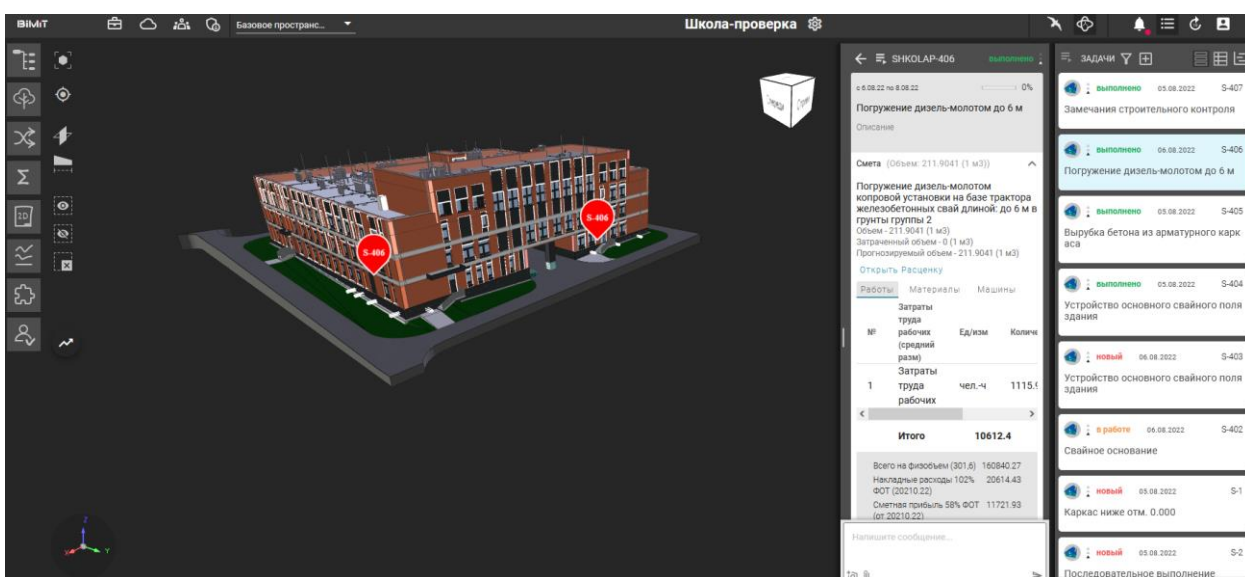 BIMIT
Базовое простран...
Школа-проверка
SHKOLAP-406
выполнено
с 6.08.22 по 8.08.22
0%
Погружение дизель-молотом до 6 м
Описание
Смета (Объем: 211.9041 (1 м3))
Погружение дизель-молотом
копровой установки на базе трактора
железобетонных свай длиной: до 6 м в
грунты группы 2
Объем - 211.9041 (1 м3)
Затраченный объем - 0 (1 м3)
Прогнозируемый объем - 211.9041 (1 м3)
Открыть Расценку
Работы Материалы Машины
№
Затраты
труда
рабочих
(средний
разм)
Ед/изм
Количе
1
Затраты
труда
рабочих
чел.-ч
1115.9
Итого 10612.4
Всего на физобъем (301,6) 160840.27
Накладные расходы 102% 20614.43
ФОТ (20210.22)
Сметная прибыль 58% ФОТ 11721.93
(от 20210.22)
Напишите сообщение...
ЗАДАЧИ
выполнено 05.08.2022 S-407
Замечания строительного контроля
выполнено 06.08.2022 S-406
Погружение дизель-молотом до 6 м
выполнено 05.08.2022 S-405
Вырубка бетона из арматурного карк
аса
выполнено 05.08.2022 S-404
Устройство основного свайного поля
здания
новый 06.08.2022 S-403
Устройство основного свайного поля
здания
в работе 06.08.2022 S-402
Свайное основание
новый 05.08.2022 S-1
Каркас ниже отм. 0.000
новый 05.08.2022 S-2
Последовательное выполнение
2D
S-406
S-406
Z
X
Y